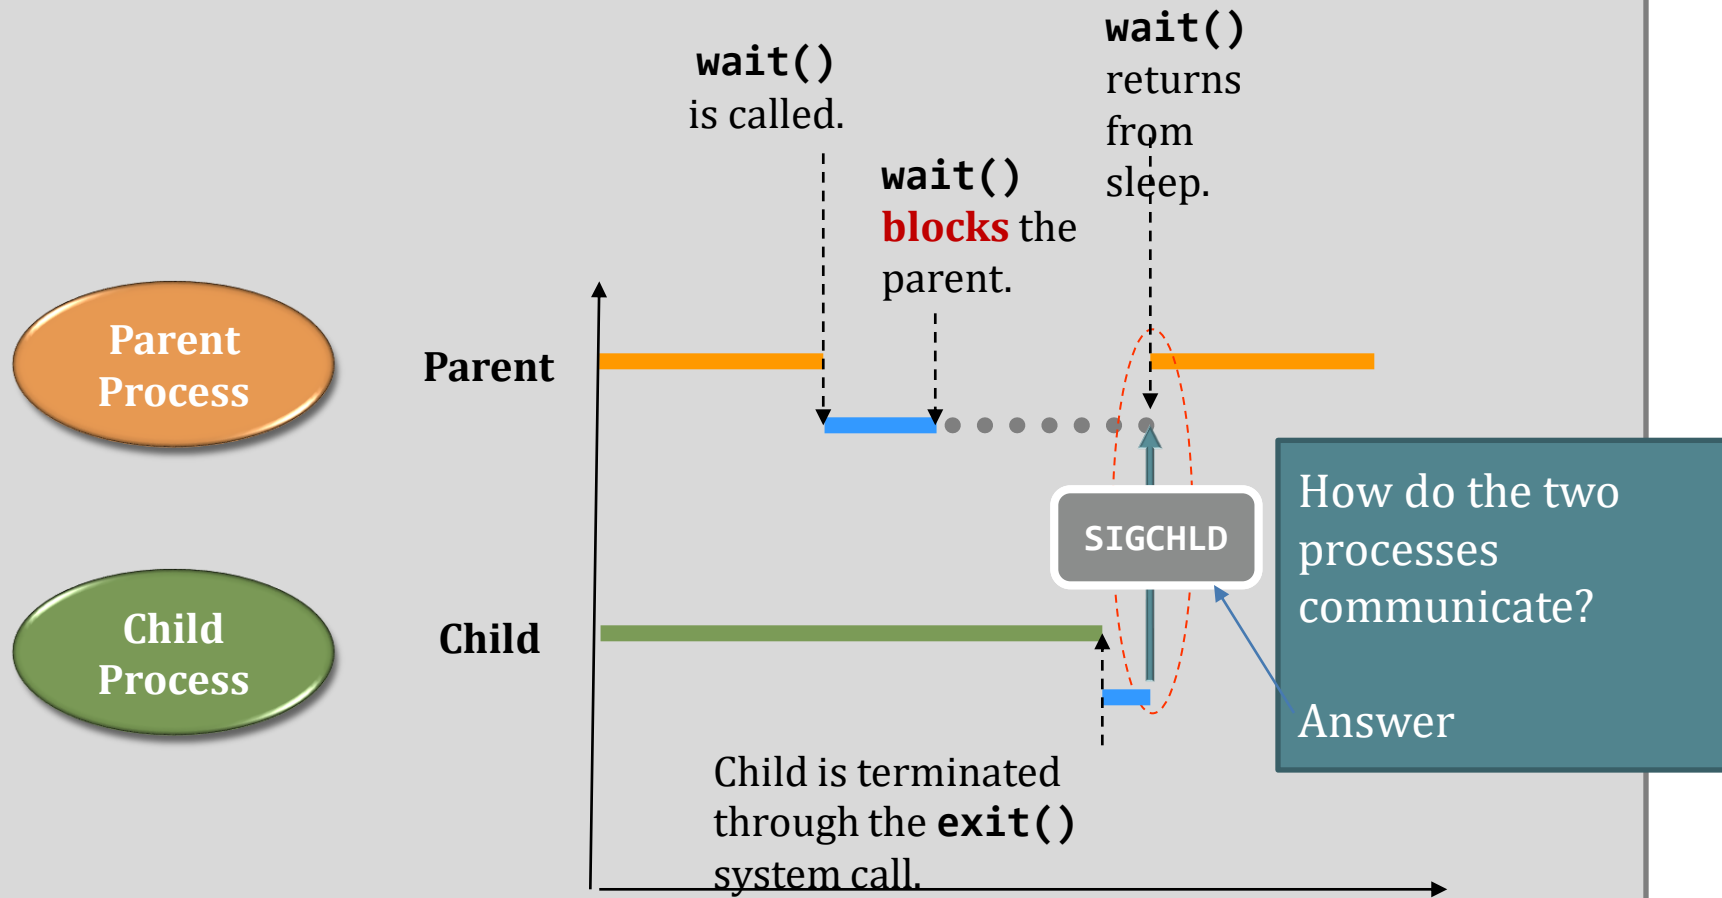 wait()
is called.
wait()
blocks the
parent.
wait()
returns
from
sleep.
Parent
Process
Parent
SIGCHLD
How do the two
processes
communicate?
Answer
Child
Process
Child
Child is terminated
through the exit()
system call.